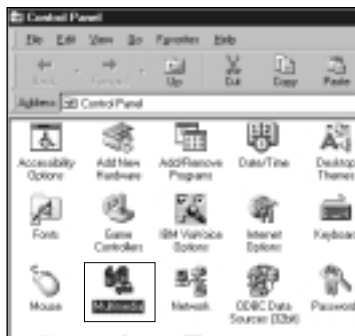 Control Panel
File Edit View Go Favorites Help
Back Forward Up Cut Copy Paste
Address Control Panel
Accessibility Options
Add New Hardware
Add/Remove Programs
Date/Time
Desktop Themes
Fonts
Game Controllers
IBM ViaVoice Options
Internet Options
Keyboard
Mouse
Multimedia
Network
ODBC Data Sources (32bit)
Password